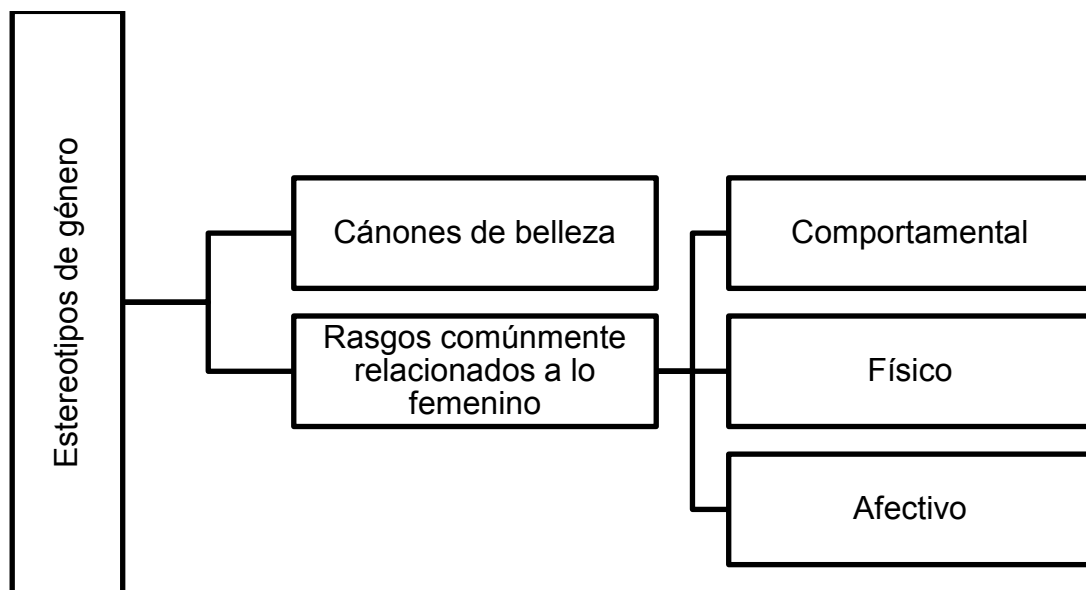 Estereotipos de género
Cánones de belleza
Rasgos comúnmente
relacionados a lo
femenino
Comportamental
Físico
Afectivo